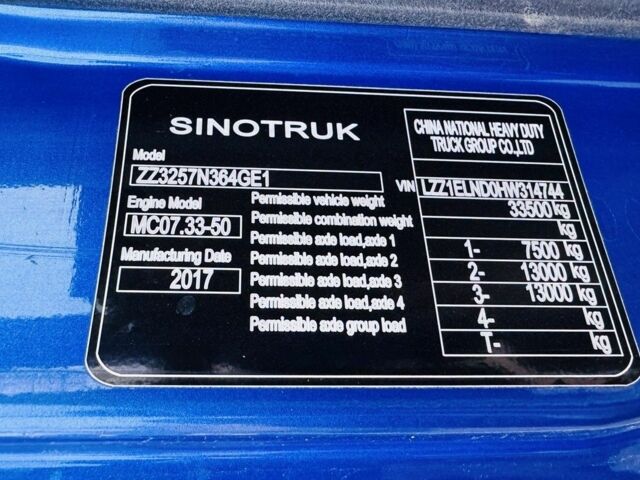 SINOTRUK
CHINA NATIONAL HEAVY DUTY
TRUCK GROUP CO.,LTD
Model
ZZ3257N364GE1
VIN LZZ1ELND0HW314744
Engine Model
MC07.33-50
Manufacturing Date
2017
Permissible vehicle weight 33500 kg
Permissible combination weight kg
Permissible axle load,axle 1 1- 7500 kg
Permissible axle load,axle 2 2- 13000 kg
Permissible axle load,axle 3 3- 13000 kg
Permissible axle load,axle 4 4- kg
Permissible axle group load T- kg